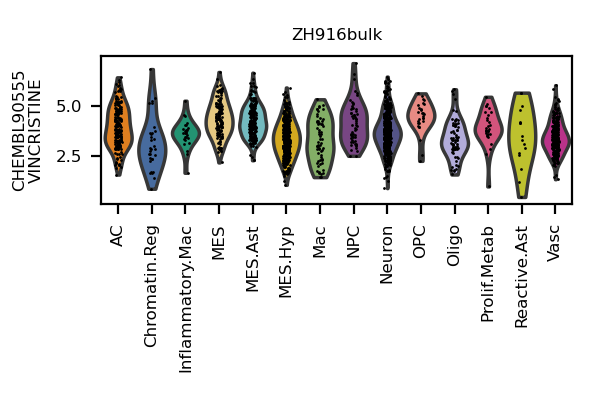 ZH916bulk
CHEMBL90555
VINCRISTINE
5.0
2.5
AC
Chromatin.Reg
Inflammatory.Mac
MES
MES.Ast
MES.Hyp
Mac
NPC
Neuron
OPC
Oligo
Prolif.Metab
Reactive.Ast
Vasc